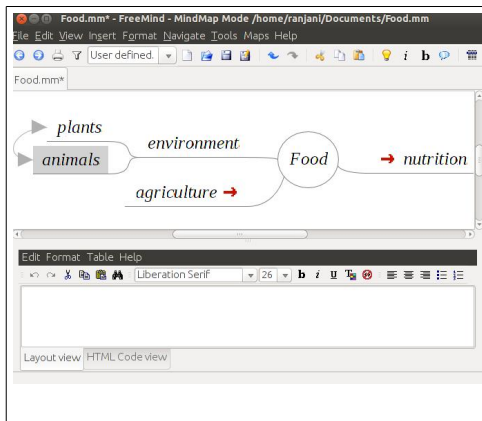 Food.mm* - FreeMind - MindMap Mode /home/ranjani/Documents/Food.mm
File Edit View Insert Format Navigate Tools Maps Help
User defined. i b
Food.mm*
plants
environment
Food
nutrition
animals
agriculture
Edit Format Table Help
Liberation Serif 26 b i u
Layout view HTML Code view